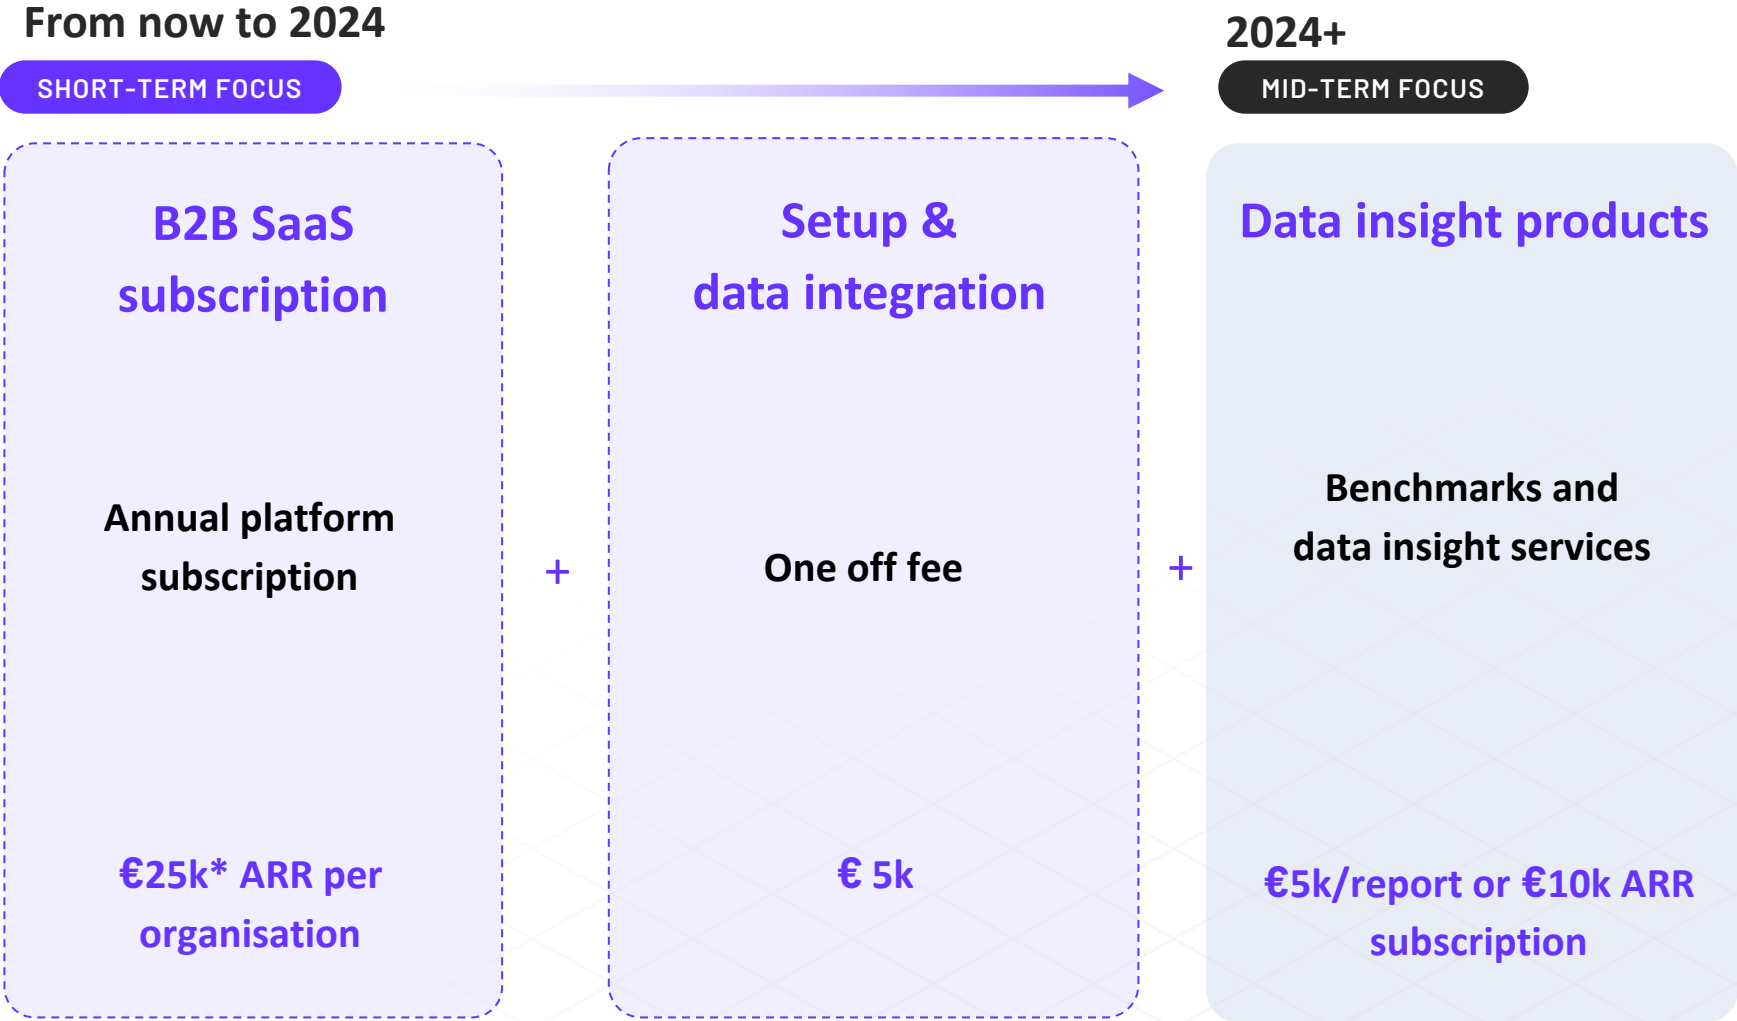 From now to 2024
SHORT-TERM FOCUS
2024+
MID-TERM FOCUS
B2B SaaS
subscription
Annual platform
subscription
€25k* ARR per
organisation
+
Setup &
data integration
One off fee
€ 5k
+
Data insight products
Benchmarks and
data insight services
€5k/report or €10k ARR
subscription